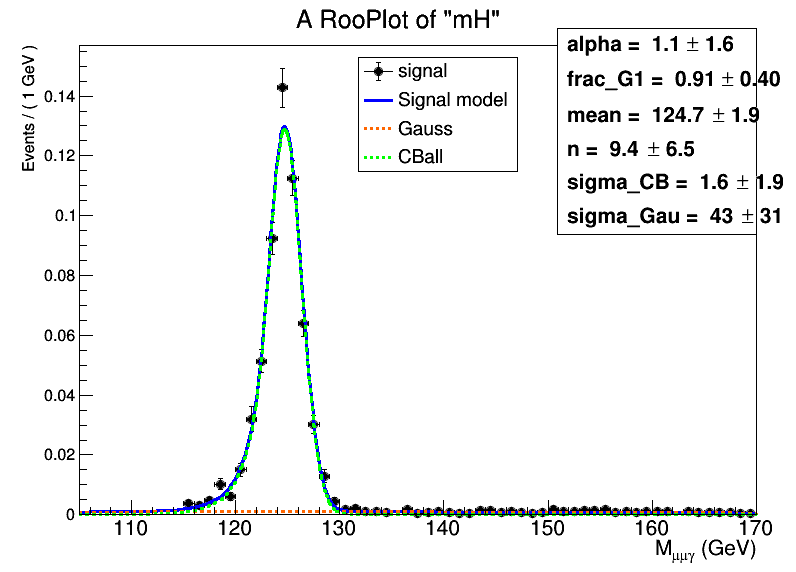 A RooPlot of "mH"
Events / ( 1 GeV )
0.14
0.12
0.1
0.08
0.06
0.04
0.02
0
signal
Signal model
Gauss
CBall
alpha = 1.1 ± 1.6
frac_G1 = 0.91 ± 0.40
mean = 124.7 ± 1.9
n = 9.4 ± 6.5
sigma_CB = 1.6 ± 1.9
sigma_Gau = 43 ± 31
110 120 130 140 150 160 170
M_μμγ (GeV)